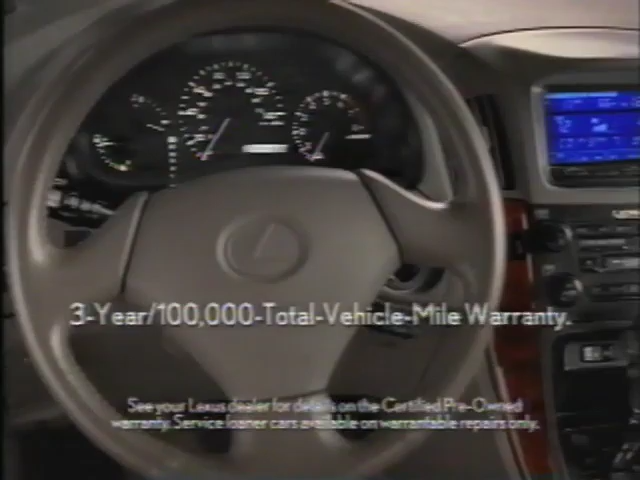 3-Year/100,000-Total-Vehicle-Mile Warranty.
See your Lexus dealer for details on the Certified Pre-Owned
warranty. Service loaner cars available on warrantable repairs only.